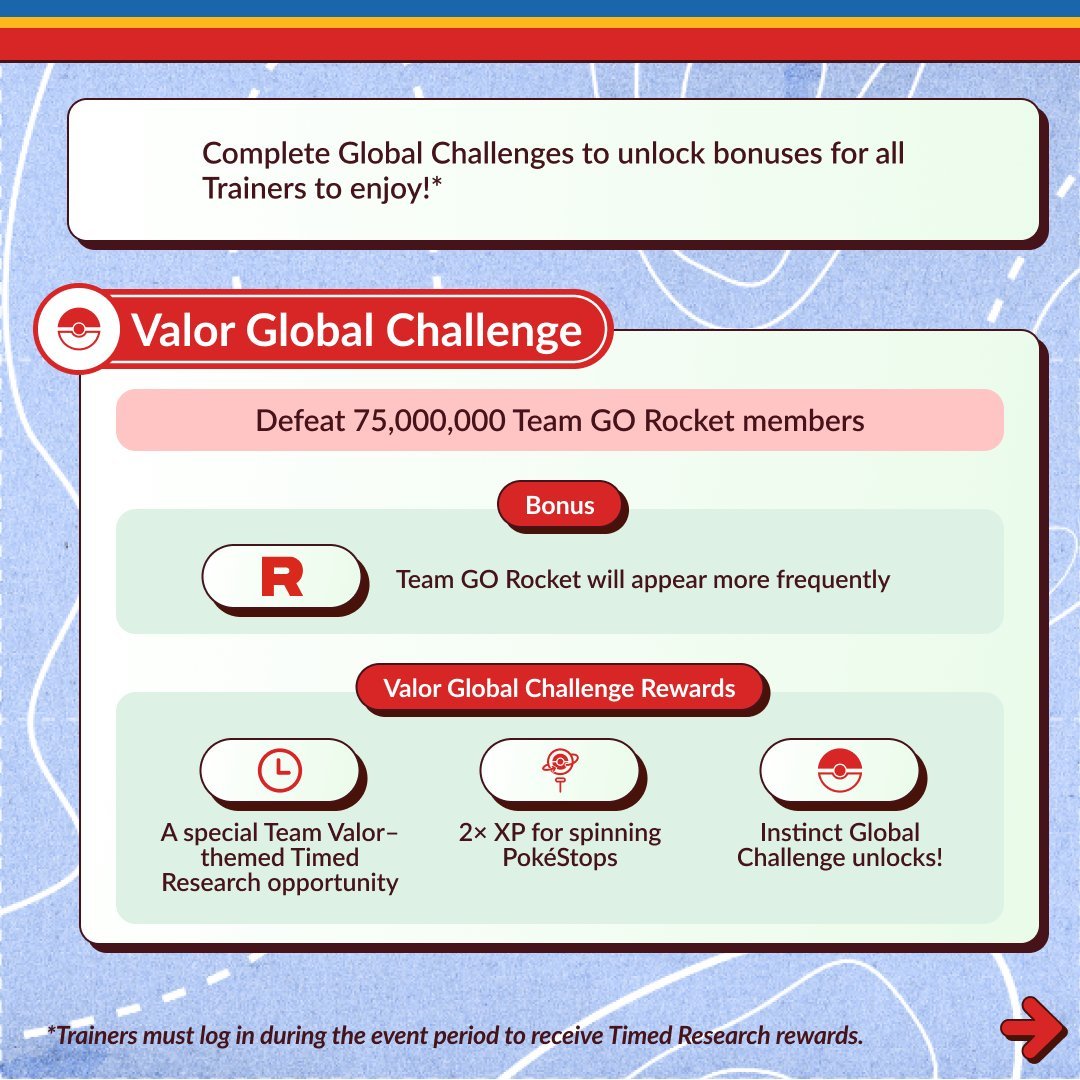 Complete Global Challenges to unlock bonuses for all
Trainers to enjoy!*
Valor Global Challenge
Defeat 75,000,000 Team GO Rocket members
Bonus
R
Team GO Rocket will appear more frequently
Valor Global Challenge Rewards
A special Team Valor–
themed Timed
Research opportunity
2× XP for spinning
PokéStops
Instinct Global
Challenge unlocks!
*Trainers must log in during the event period to receive Timed Research rewards.